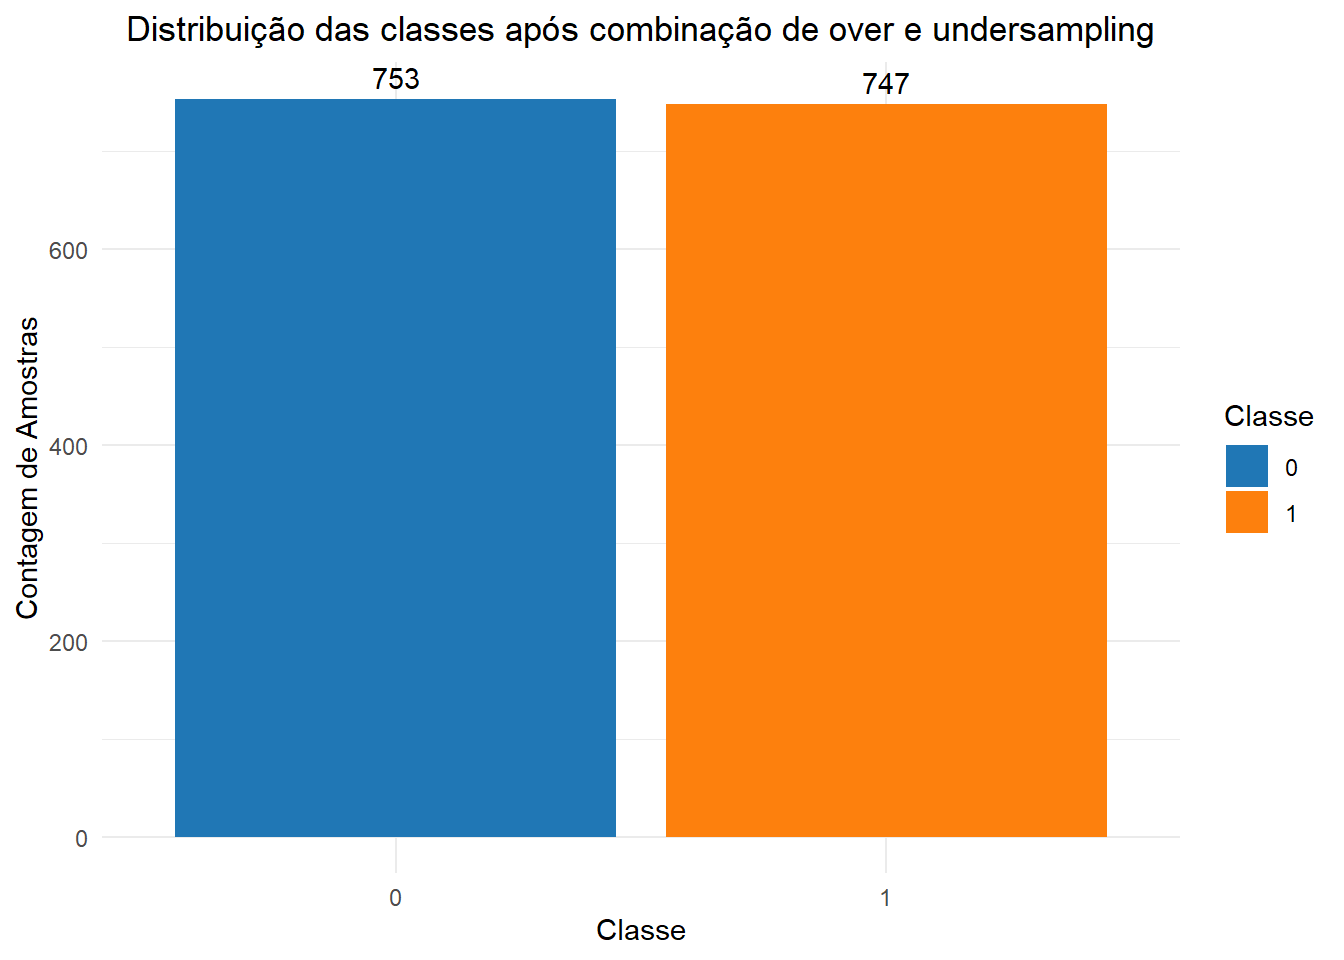 Distribuição das classes após combinação de over e undersampling
753
747
600
400
200
0
Contagem de Amostras
0
1
Classe
Classe
0
1